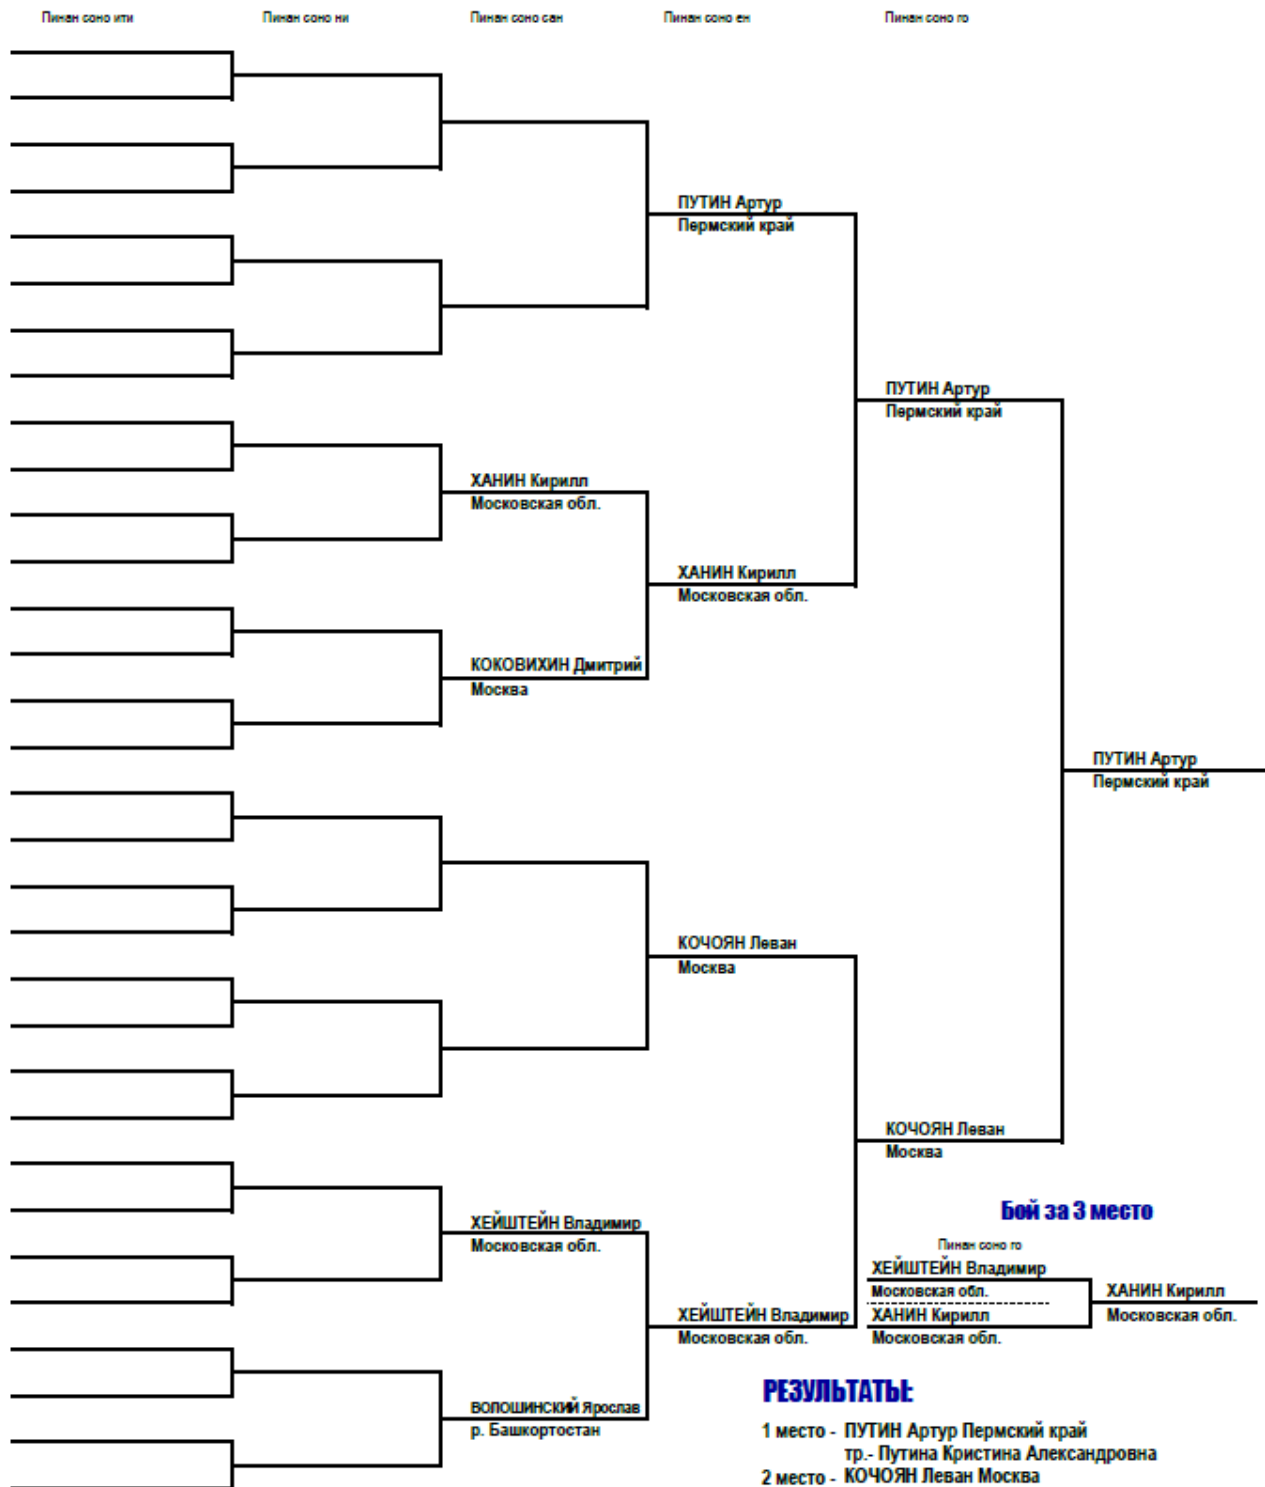 Пинан соно ити Пинан соно ни Пинан соно сан Пинан соно ен Пинан соно го
ПУТИН Артур
Пермский край
ПУТИН Артур
Пермский край
ХАНИН Кирилл
Московская обл.
ХАНИН Кирилл
Московская обл.
КОКОВИХИН Дмитрий
Москва
ПУТИН Артур
Пермский край
КОЧОЯН Леван
Москва
КОЧОЯН Леван
Москва
Бой за 3 место
Пинан соно го
ХЕЙШТЕЙН Владимир
Московская обл.
ХЕЙШТЕЙН Владимир
Московская обл.
ХАНИН Кирилл
Московская обл.
ХАНИН Кирилл
Московская обл.
ХЕЙШТЕЙН Владимир
Московская обл.
РЕЗУЛЬТАТЫ:
ВОЛОШИНСКИЙ Ярослав
р. Башкортостан
1 место - ПУТИН Артур Пермский край
тр.- Путина Кристина Александровна
2 место - КОЧОЯН Леван Москва